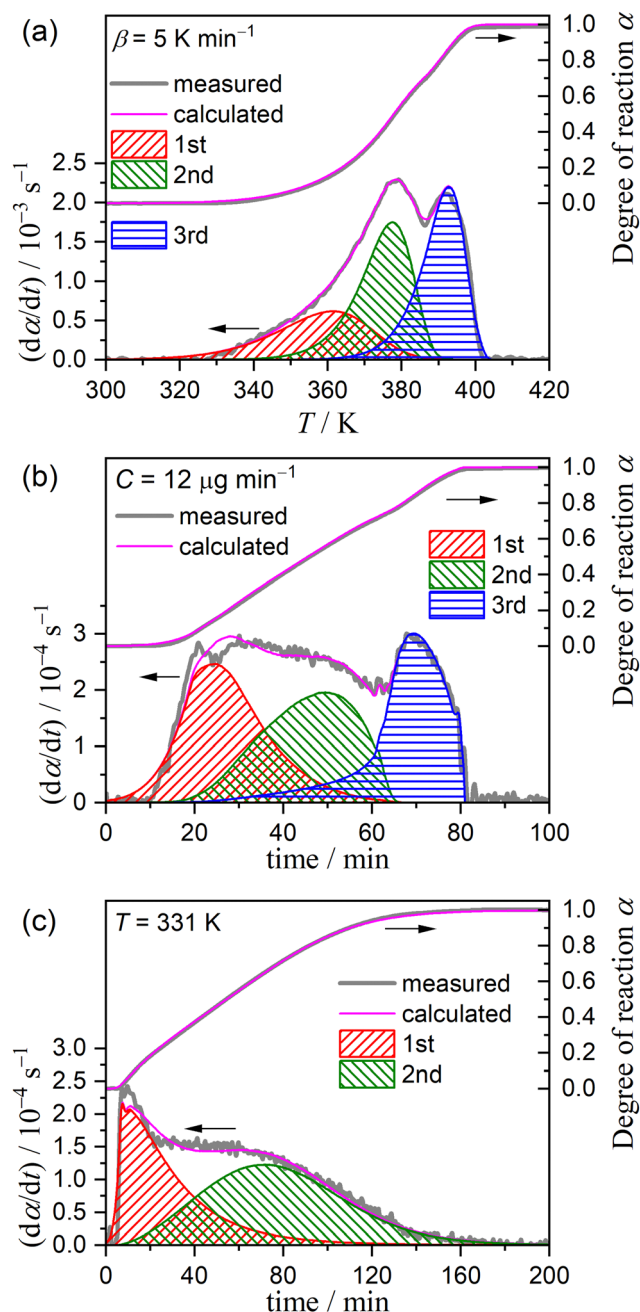 (a)
β = 5 K min⁻¹
measured
calculated
1st
2nd
3rd
2.5
2.0
1.5
1.0
0.5
0.0
(dα/dt) / 10⁻³ s⁻¹
1.0
0.8
0.6
0.4
0.2
0.0
Degree of reaction α
300 320 340 360 380 400 420
T / K
(b)
C = 12 μg min⁻¹
measured
calculated
1st
2nd
3rd
3
2
1
0
(dα/dt) / 10⁻⁴ s⁻¹
1.0
0.8
0.6
0.4
0.2
0.0
Degree of reaction α
0 20 40 60 80 100
time / min
(c)
T = 331 K
measured
calculated
1st
2nd
3.0
2.5
2.0
1.5
1.0
0.5
0.0
(dα/dt) / 10⁻⁴ s⁻¹
1.0
0.8
0.6
0.4
0.2
0.0
Degree of reaction α
0 40 80 120 160 200
time / min